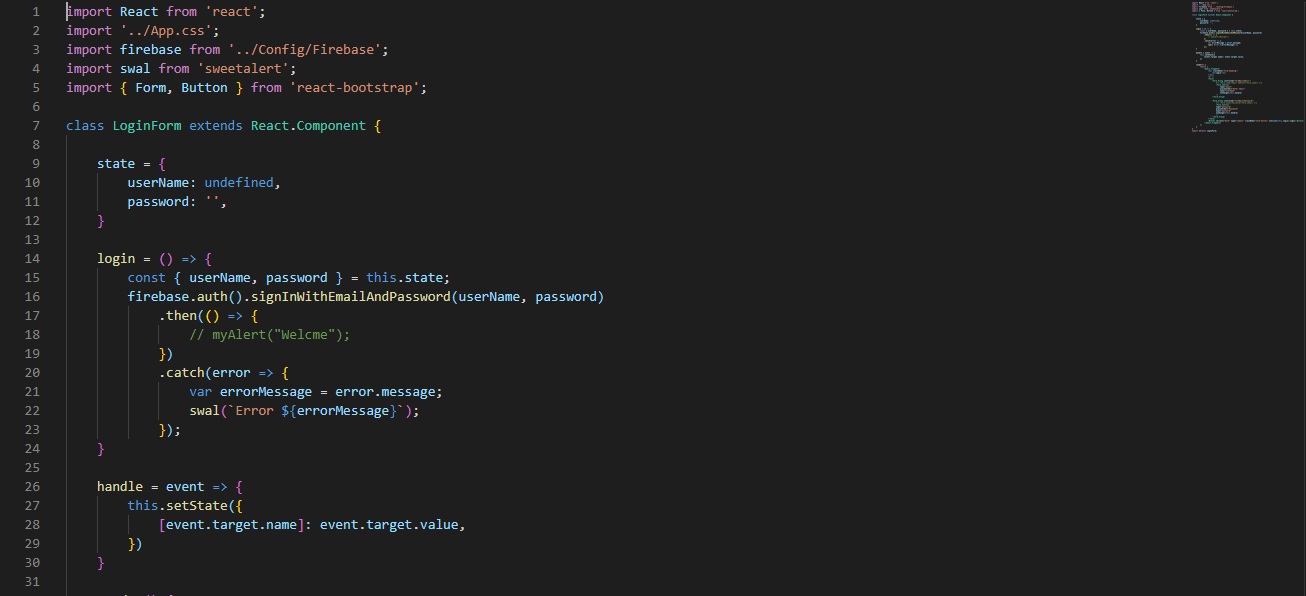 1 import React from 'react';
2 import '../App.css';
3 import firebase from '../Config/Firebase';
4 import swal from 'sweetalert';
5 import { Form, Button } from 'react-bootstrap';
6
7 class LoginForm extends React.Component {
8
9 state = {
10 userName: undefined,
11 password: '',
12 }
13
14 login = () => {
15 const { userName, password } = this.state;
16 firebase.auth().signInWithEmailAndPassword(userName, password)
17 .then(() => {
18 // myAlert("Welcme");
19 })
20 .catch(error => {
21 var errorMessage = error.message;
22 swal(`Error ${errorMessage}`);
23 });
24 }
25
26 handle = event => {
27 this.setState({
28 [event.target.name]: event.target.value,
29 })
30 }
31